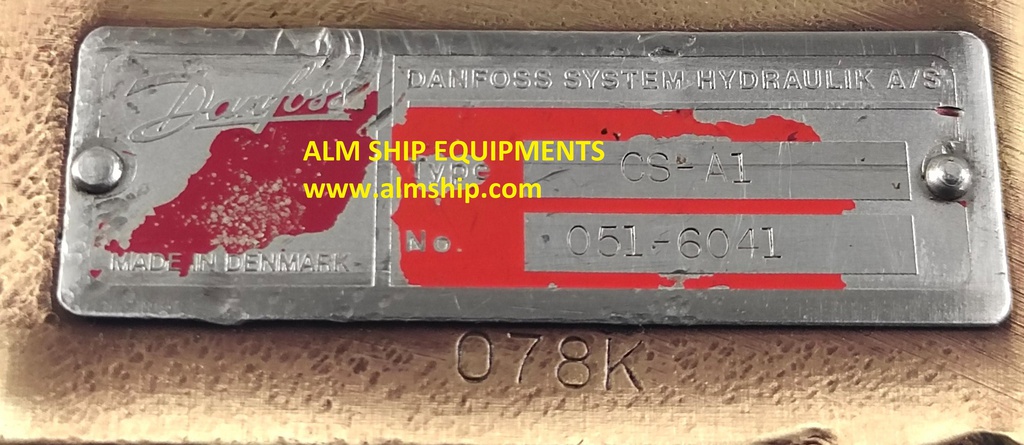 Danfoss
MADE IN DENMARK
DANFOSS SYSTEM HYDRAULIK A/S
TYPE CS-A1
No. 051-6041
078K
ALM SHIP EQUIPMENTS
www.almship.com